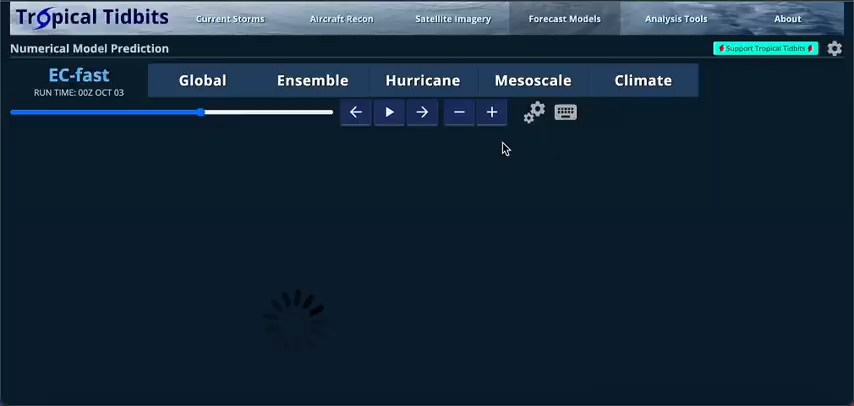 Tropical Tidbits
Current Storms
Aircraft Recon
Satellite Imagery
Forecast Models
Analysis Tools
About
Numerical Model Prediction
Support Tropical Tidbits
EC-fast
RUN TIME: 00Z OCT 03
Global
Ensemble
Hurricane
Mesoscale
Climate